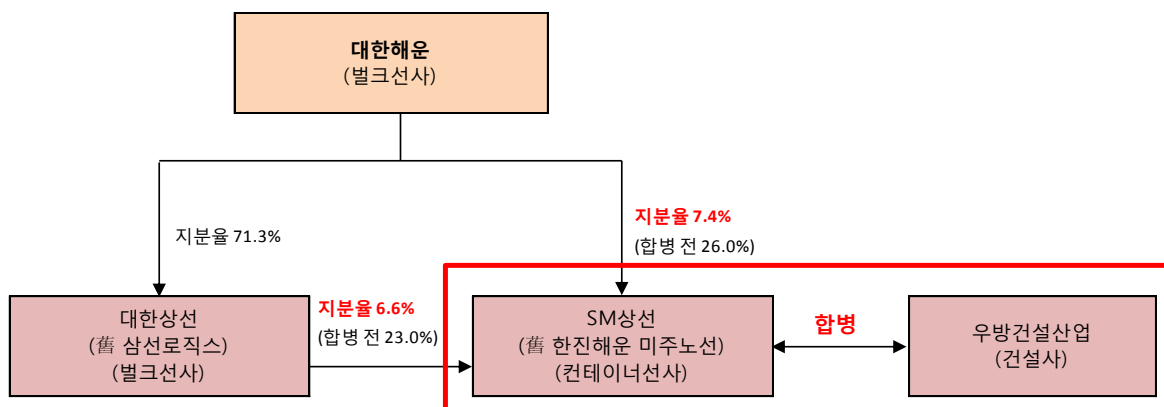 대한해운
(벌크선사)
지분율 7.4%
(합병 전 26.0%)
지분율 71.3%
지분율 6.6%
(합병 전 23.0%)
대한상선
(舊 삼선로직스)
(벌크선사)
SM상선
(舊 한진해운 미주노선)
(컨테이너선사)
합병
우방건설산업
(건설사)